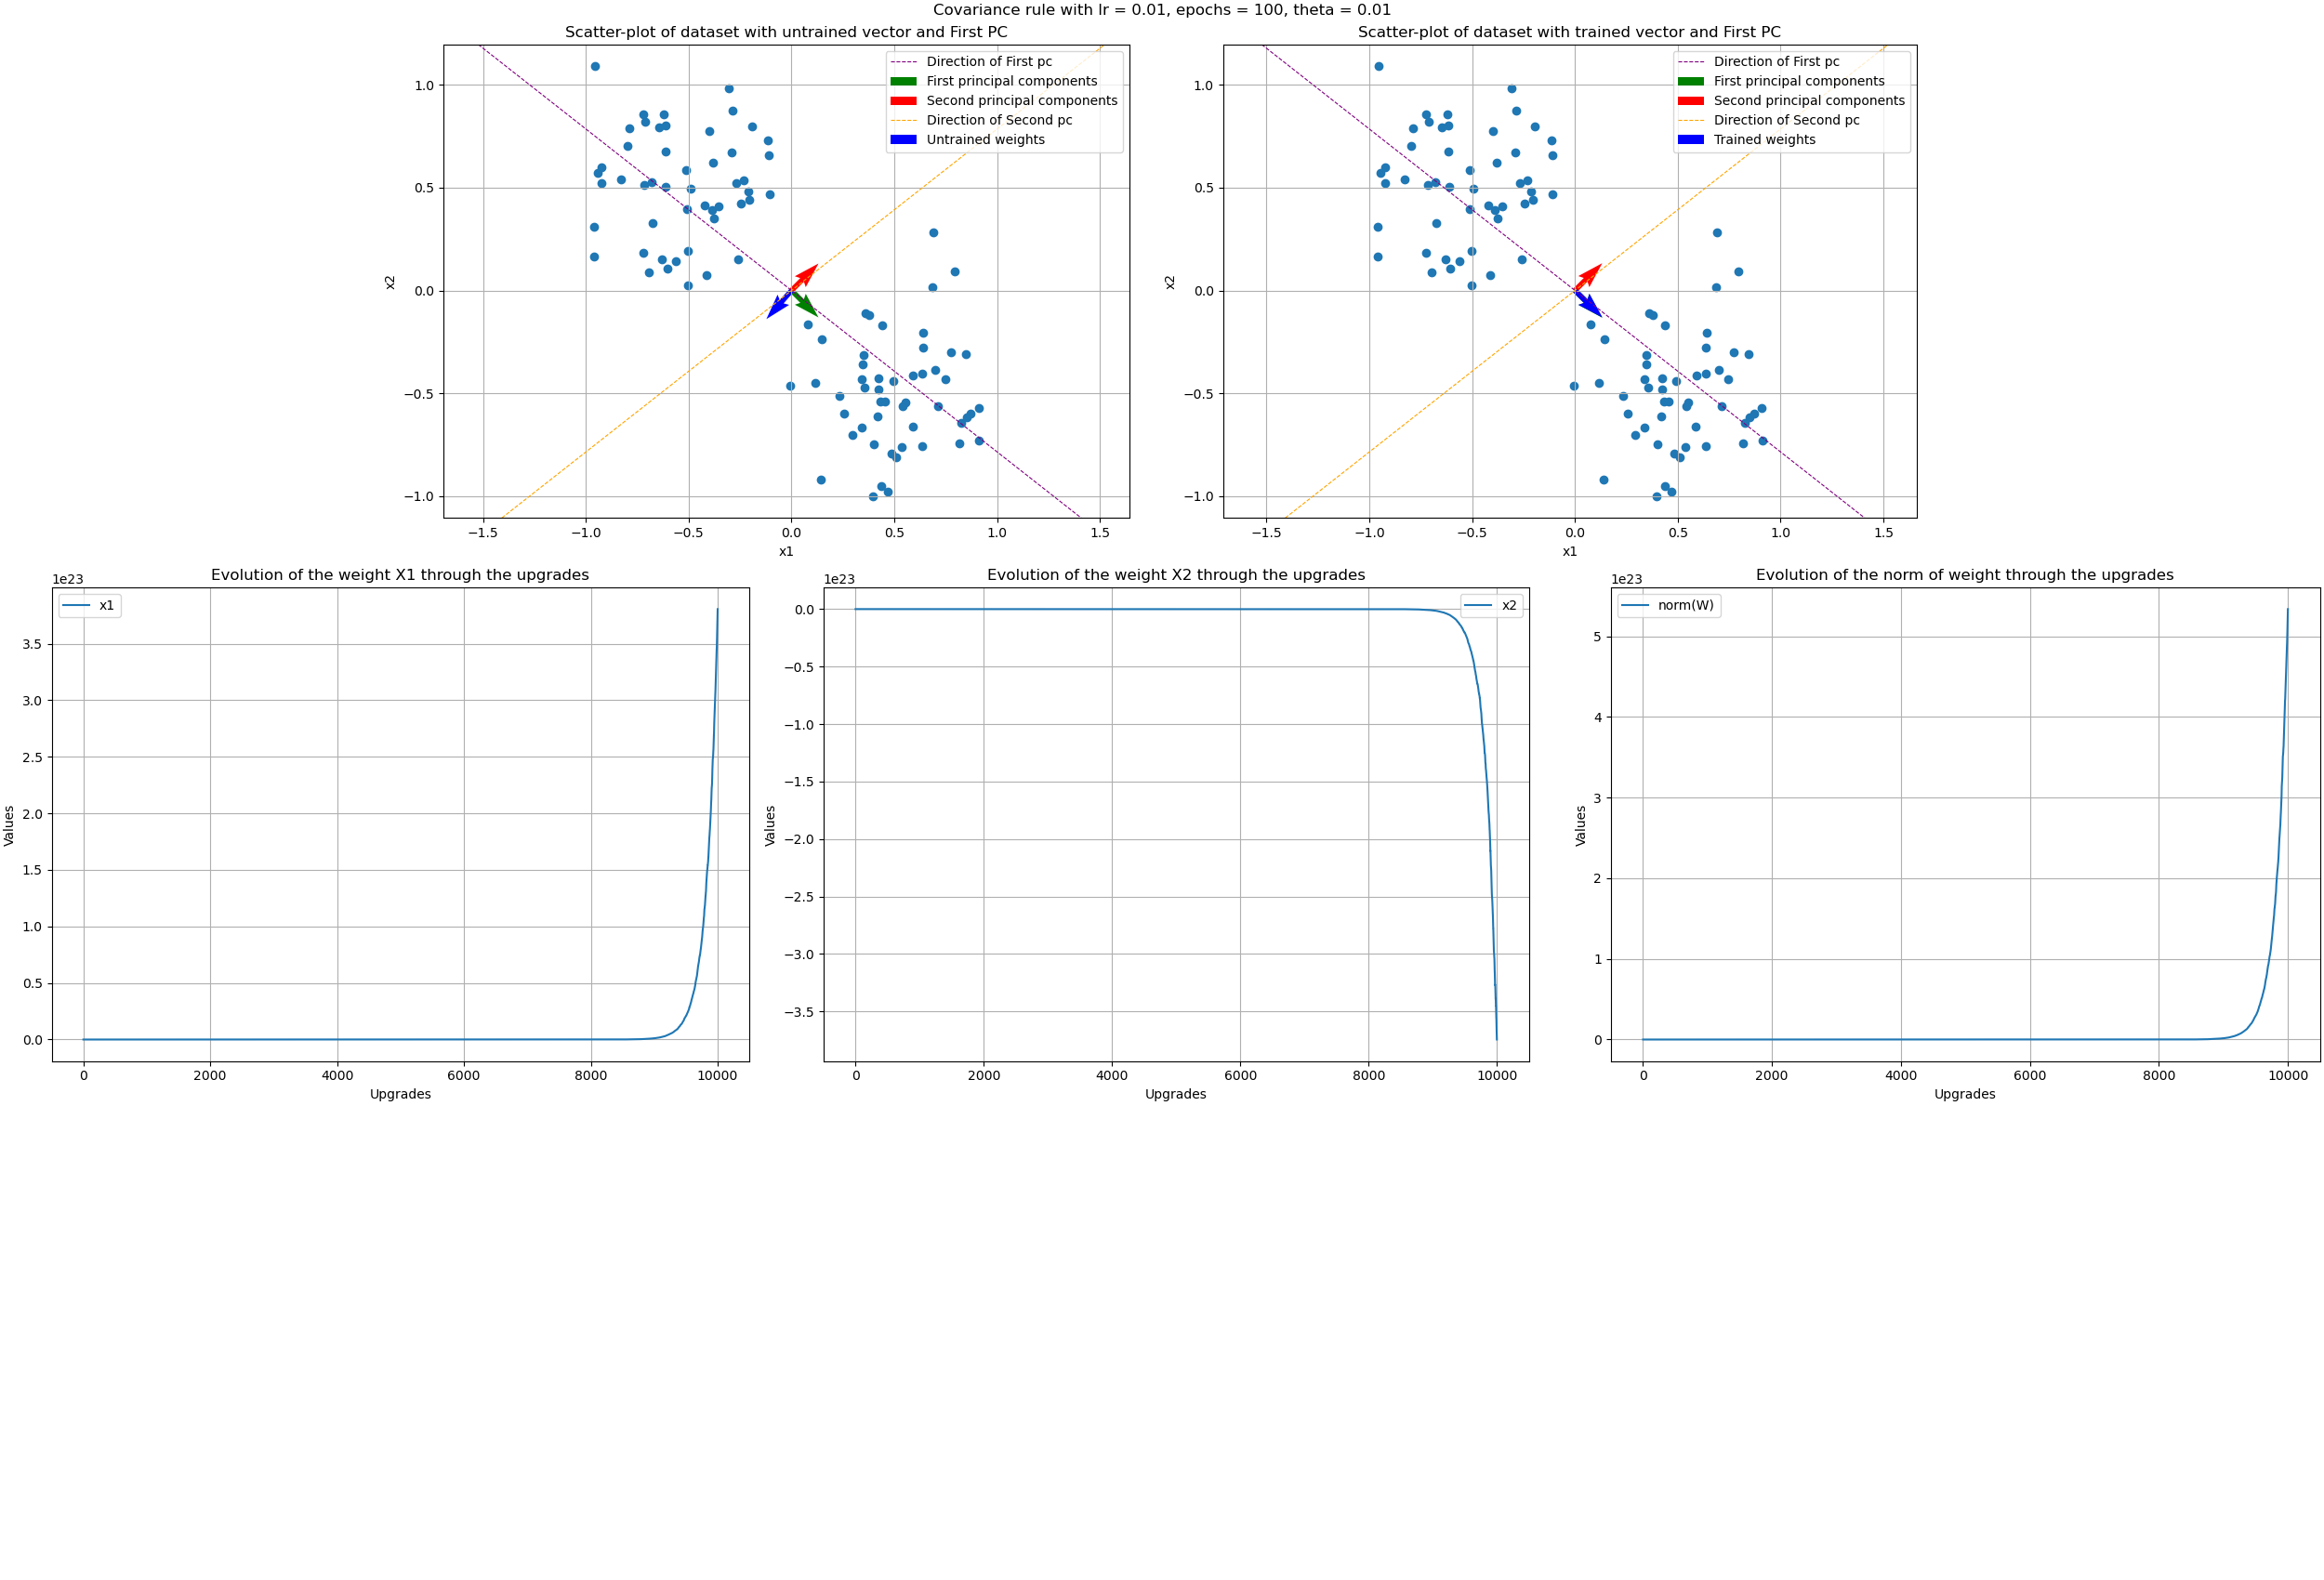 Covariance rule with lr = 0.01, epochs = 100, theta = 0.01
Scatter-plot of dataset with untrained vector and First PC
Direction of First pc
First principal components
Second principal components
Direction of Second pc
Untrained weights
1.0
0.5
0.0
−0.5
−1.0
x2
−1.5
−1.0
−0.5
0.0
0.5
1.0
1.5
x1
Scatter-plot of dataset with trained vector and First PC
Direction of First pc
First principal components
Second principal components
Direction of Second pc
Trained weights
1.0
0.5
0.0
−0.5
−1.0
x2
−1.5
−1.0
−0.5
0.0
0.5
1.0
1.5
x1
Evolution of the weight X1 through the upgrades
1e23
x1
3.5
3.0
2.5
2.0
1.5
1.0
0.5
0.0
Values
0
2000
4000
6000
8000
10000
Upgrades
Evolution of the weight X2 through the upgrades
1e23
x2
0.0
−0.5
−1.0
−1.5
−2.0
−2.5
−3.0
−3.5
Values
0
2000
4000
6000
8000
10000
Upgrades
Evolution of the norm of weight through the upgrades
1e23
norm(W)
5
4
3
2
1
0
Values
0
2000
4000
6000
8000
10000
Upgrades